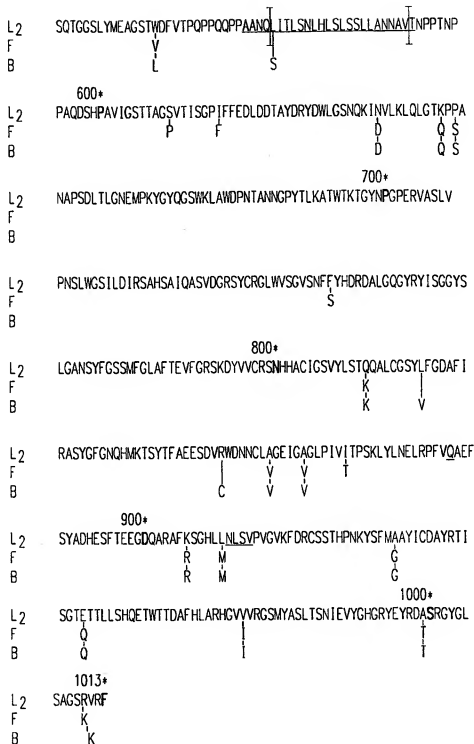 L2 SQTGGSLYMEAGSTWDFVTPQPPQQPPAANQLITLSNLHLSLSSLLANNAVTNPPTNP
F V
B L S
600*
L2 PAQDSHPAVIGSTTAGSVTISGPIFFEDLDDTAYDRYDWLGSNQKINVLKLQLGTKPPA
F P F D Q S
B D Q S
700*
L2 NAPSDLTLGNEMPKYGYQGSWKLAWDPNTANNGPYTLKATWTKTGYNPGPERVASLV
F
B
L2 PNSLWGSILDIRSAHSAIQASVDGRSYCRGLWVSGVSNFFYHDRDALGQGYRYISGGYS
F S
B
800*
L2 LGANSYFGSSMFGLAFTEVFGRSKDYVVCRSNHHACIGSVYLSTQQALCGSYLFGDAFI
F K
B K V
L2 RASYGFGNQHMKTSYTFAEESDVRWDNNCLAGEIGAGLPIVITPSKLYLNELRPFVQAEF
F V V T
B C V V
900*
L2 SYADHESFTEEGDQARAFKSGHLLNLSVPVGVKFDRCSSTHPNKYSFMAAYICDAYRTI
F R M G
B R M G
1000*
L2 SGTETTLLSHQETWTTDAFHLARHGVVVRGSMYASLTSNIEVYGHGRYEYRDASRGYGL
F Q I T
B Q I T
1013*
L2 SAGSRVRF
F K
B K